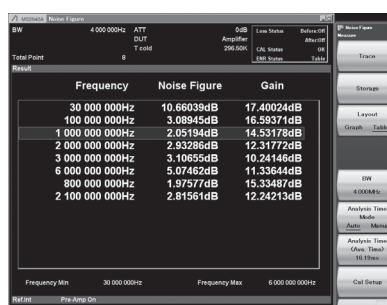 MS2840A Noise Figure
BW 4 000 000Hz ATT 0dB Loss Status Before:Off
DUT Amplifier After:Off
T cold 296.50K CAL Status OK
Total Point 8 ENR Status Table
Result
Frequency Noise Figure Gain
30 000 000Hz 10.66039dB 17.40024dB
100 000 000Hz 3.08945dB 16.59371dB
1 000 000 000Hz 2.05194dB 14.53178dB
2 000 000 000Hz 2.93286dB 12.31772dB
3 000 000 000Hz 3.10655dB 10.24146dB
6 000 000 000Hz 5.07462dB 11.33644dB
800 000 000Hz 1.97577dB 15.33487dB
2 100 000 000Hz 2.81561dB 12.24213dB
Frequency Min 30 000 000Hz Frequency Max 6 000 000 000Hz
Ref.Int Pre-Amp On
Noise Figure
Measure
Trace
Storage
Layout
Graph Table
BW
4.000MHz
Analysis Time
Mode
Auto Manu
Analysis Time
(Ave. Time)
16.19ms
Cal Setup